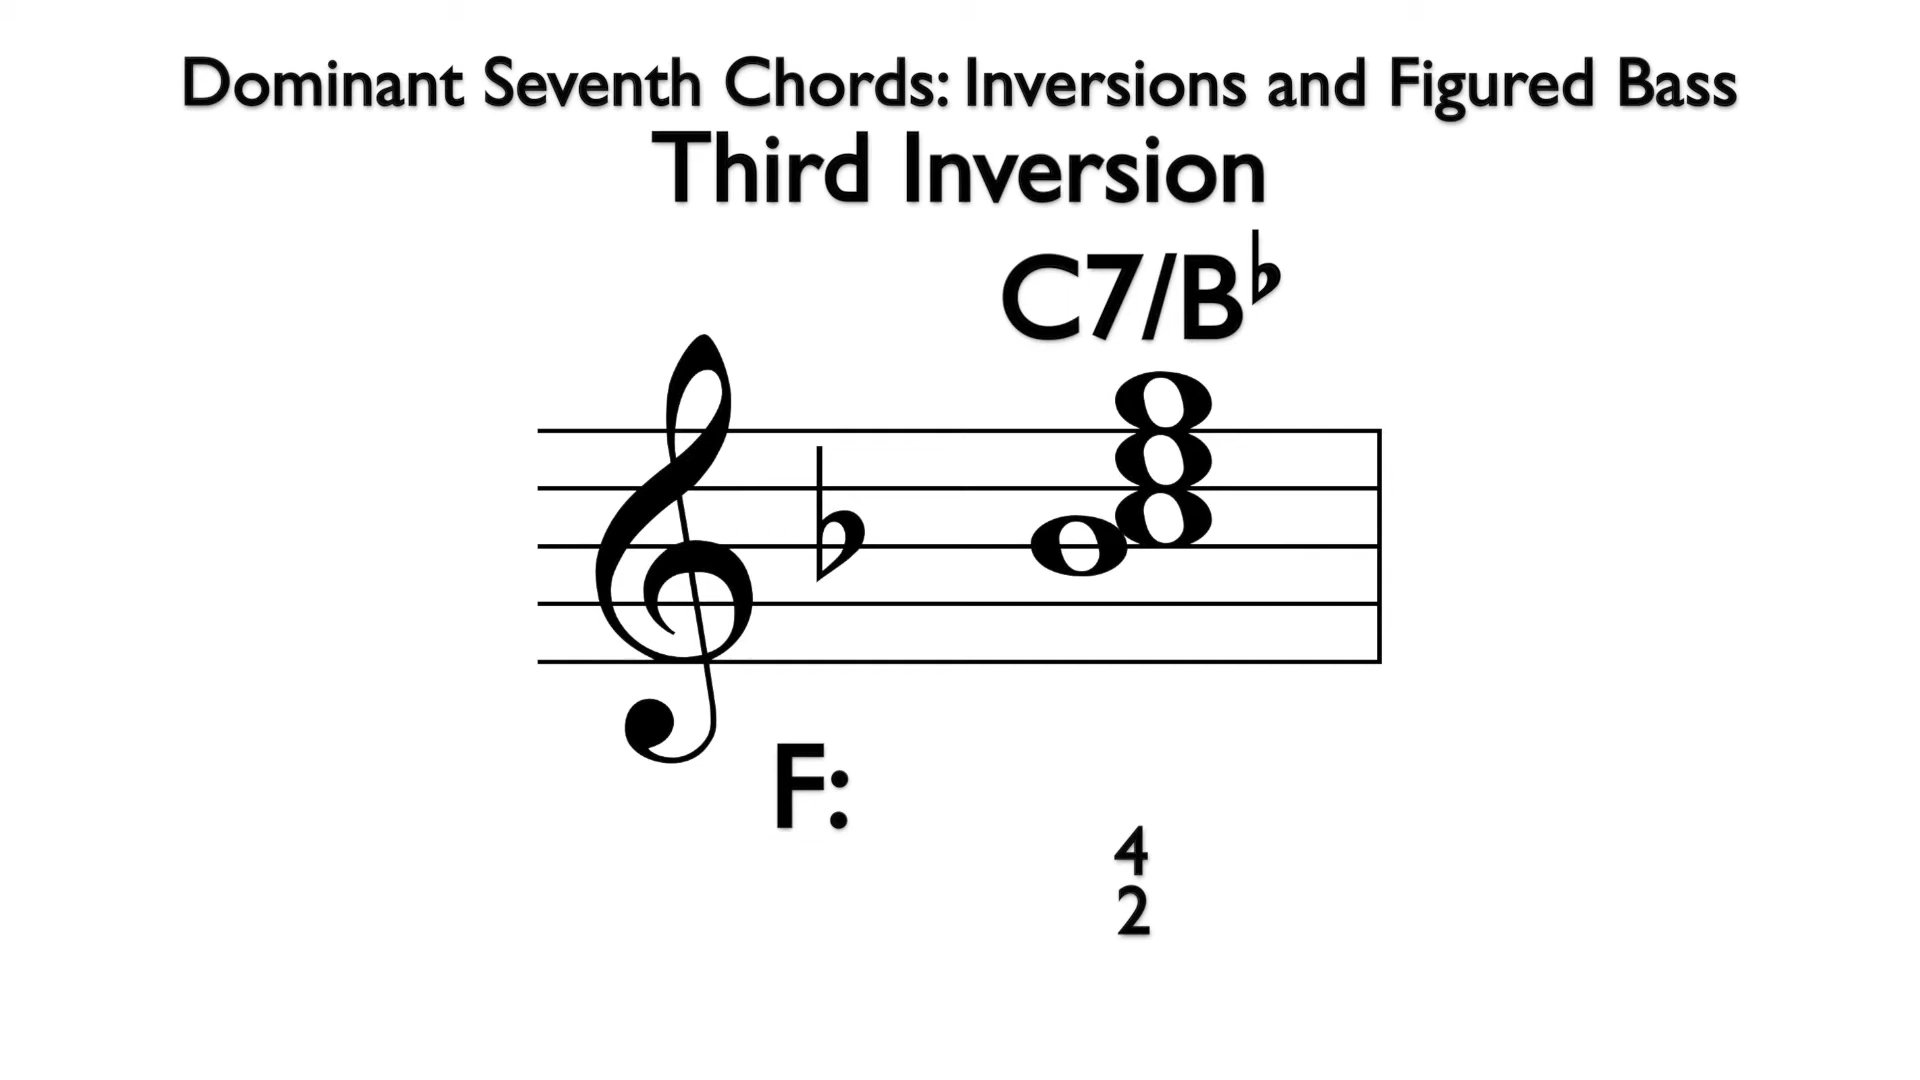 Dominant Seventh Chords: Inversions and Figured Bass
Third Inversion
C7/B♭
F:
4
2